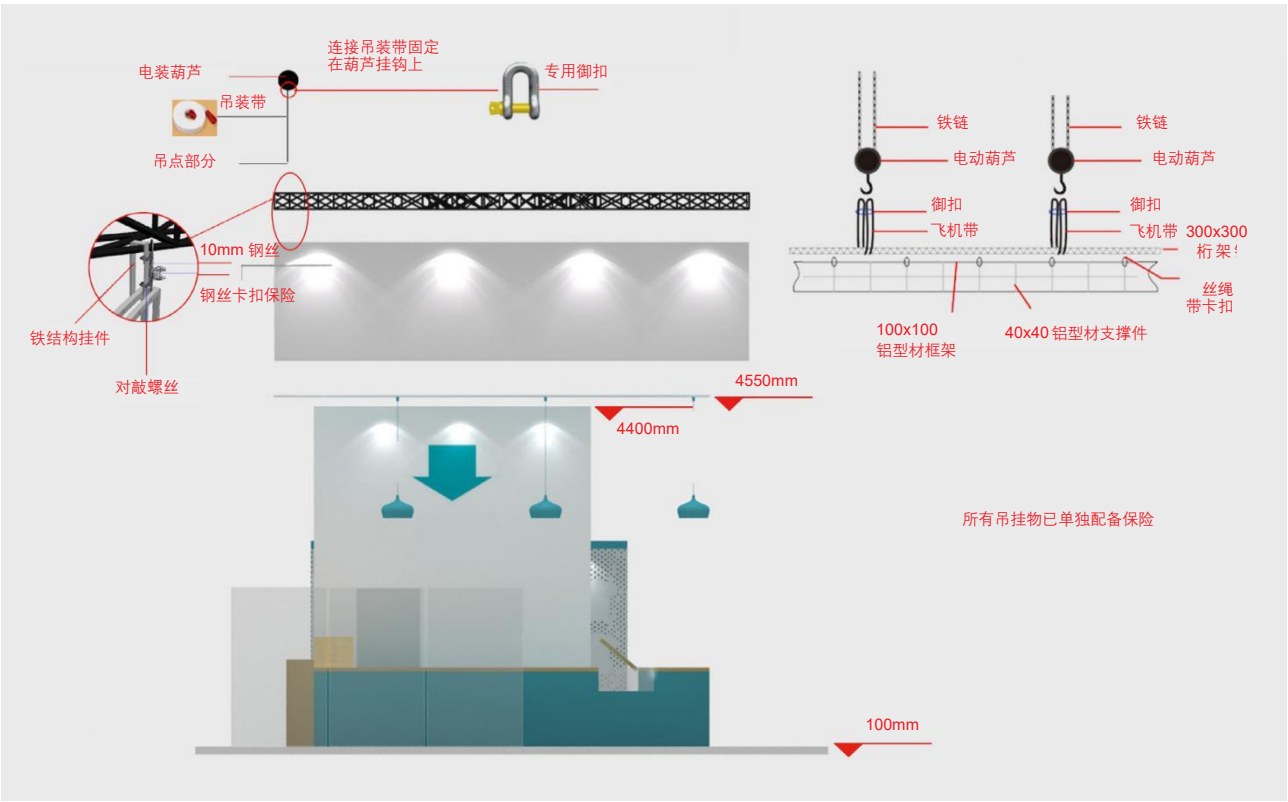 连接吊装带固定
在葫芦挂钩上
电装葫芦
专用御扣
吊装带
吊点部分
10mm 钢丝
钢丝卡扣保险
铁结构挂件
对敲螺丝
铁链
铁链
电动葫芦
电动葫芦
御扣
御扣
飞机带
飞机带
300x300
桁架
丝绳
带卡扣
100x100
铝型材框架
40x40 铝型材支撑件
4550mm
4400mm
所有吊挂物已单独配备保险
100mm